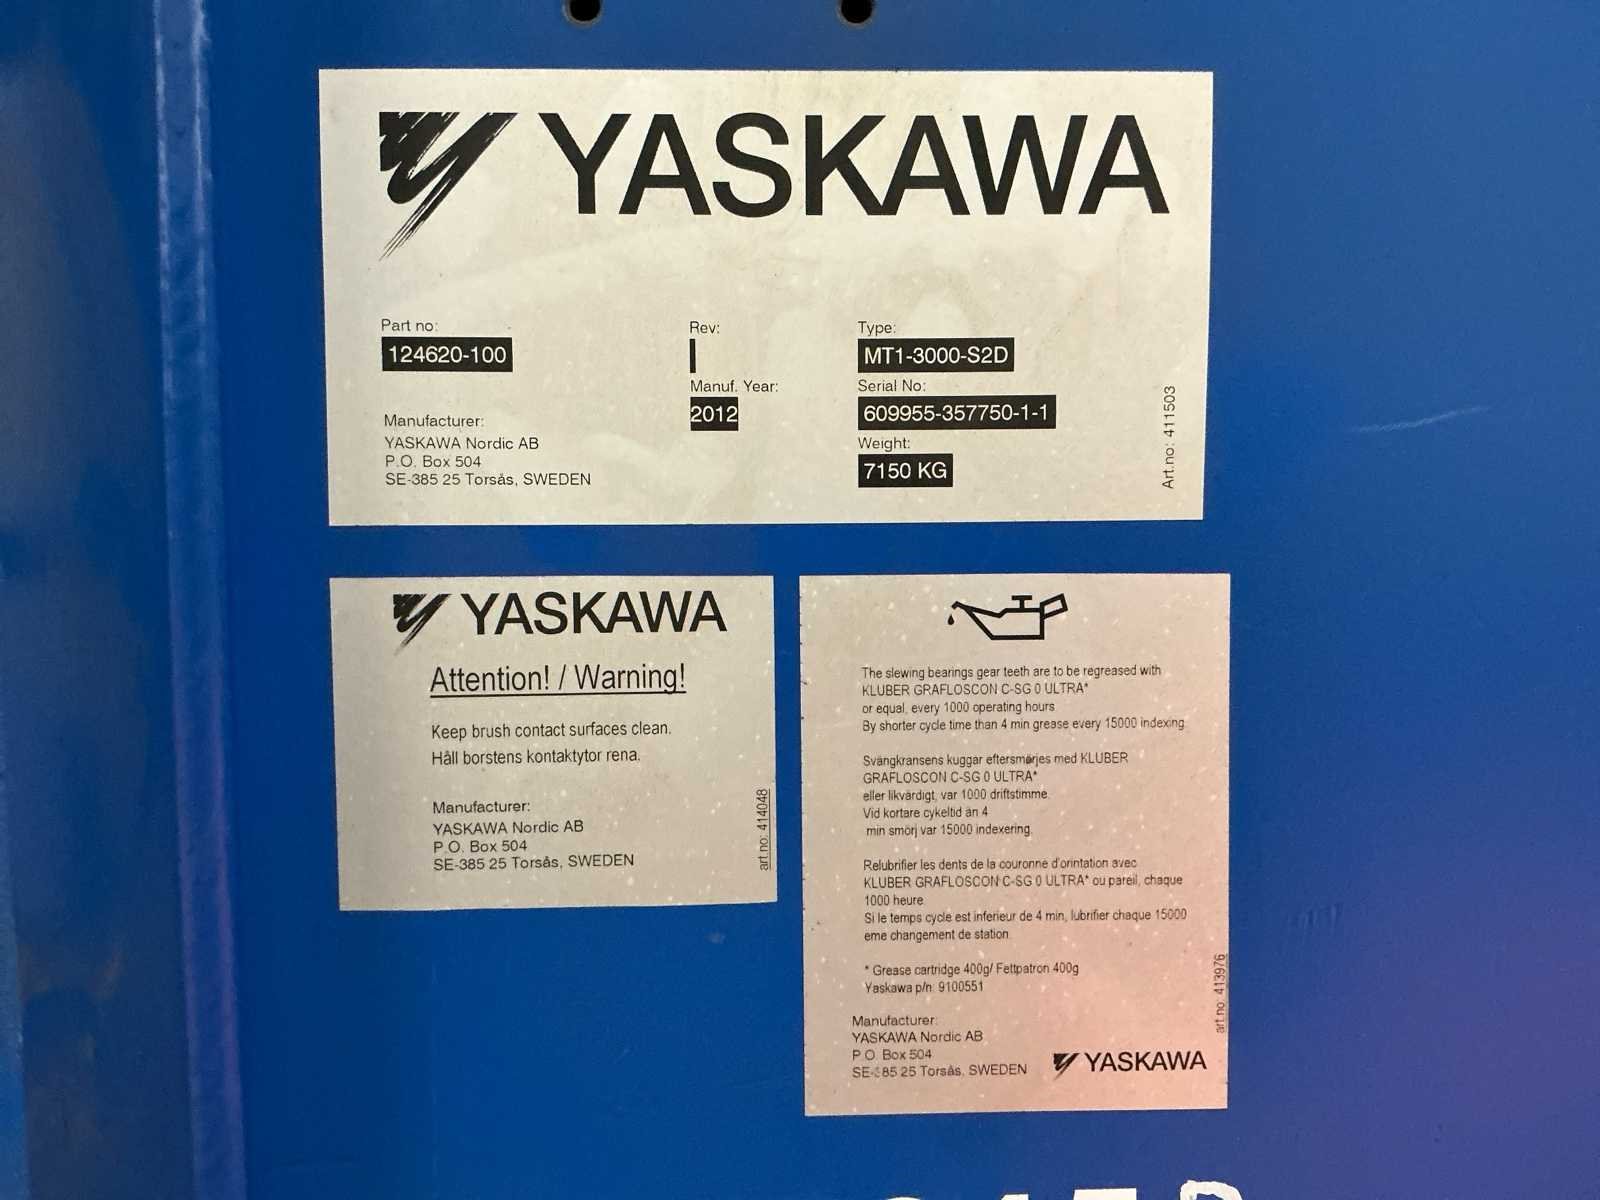 YASKAWA
Part no:
124620-100
Rev:
Manuf. Year:
2012
Type:
MT1-3000-S2D
Serial No:
609955-357750-1-1
Weight:
7150 KG
Manufacturer:
YASKAWA Nordic AB
P.O. Box 504
SE-385 25 Torsås, SWEDEN
Art.no: 411503
YASKAWA
Attention! / Warning!
Keep brush contact surfaces clean.
Håll borstens kontaktytor rena.
Manufacturer:
YASKAWA Nordic AB
P.O. Box 504
SE-385 25 Torsås, SWEDEN
art.no: 414048
The slewing bearings gear teeth are to be regreased with
KLUBER GRAFLOSCON C-SG 0 ULTRA*
or equal, every 1000 operating hours
By shorter cycle time than 4 min grease every 15000 indexing.
Svängkransens kuggar eftersmørjes med KLUBER
GRAFLOSCON C-SG 0 ULTRA*
eller likvärdigt, var 1000 driftstimme.
Vid kortare cykeltid än 4
min smörj var 15000 indexering.
Relubrifier les dents de la couronne d'orintation avec
KLUBER GRAFLOSCON C-SG 0 ULTRA* ou pareil, chaque
1000 heure.
Si le temps cycle est inferieur de 4 min, lubrifier chaque 15000
eme changement de station.
* Grease cartridge 400g/ Fettpatron 400g
Yaskawa p/n: 9100551
Manufacturer:
YASKAWA Nordic AB
P.O. Box 504
SE-385 25 Torsås, SWEDEN
YASKAWA
art.no: 413976